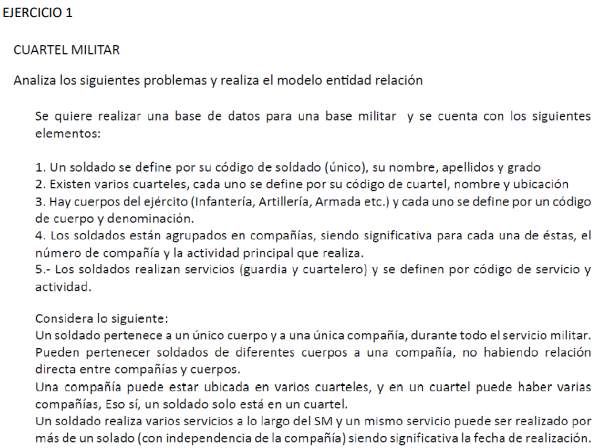 EJERCICIO 1
CUARTEL MILITAR
Analiza los siguientes problemas y realiza el modelo entidad relación
Se quiere realizar una base de datos para una base militar y se cuenta con los siguientes
elementos:
1. Un soldado se define por su código de soldado (único), su nombre, apellidos y grado
2. Existen varios cuarteles, cada uno se define por su código de cuartel, nombre y ubicación
3. Hay cuerpos del ejército (Infantería, Artillería, Armada etc.) y cada uno se define por un código
de cuerpo y denominación.
4. Los soldados están agrupados en compañías, siendo significativa para cada una de éstas, el
número de compañía y la actividad principal que realiza.
5.- Los soldados realizan servicios (guardia y cuartelero) y se definen por código de servicio y
actividad.
Considera lo siguiente:
Un soldado pertenece a un único cuerpo y a una única compañía, durante todo el servicio militar.
Pueden pertenecer soldados de diferentes cuerpos a una compañía, no habiendo relación
directa entre compañías y cuerpos.
Una compañía puede estar ubicada en varios cuarteles, y en un cuartel puede haber varias
compañías, Eso sí, un soldado solo está en un cuartel.
Un soldado realiza varios servicios a lo largo del SM y un mismo servicio puede ser realizado por
más de un solado (con independencia de la compañía) siendo significativa la fecha de realización.